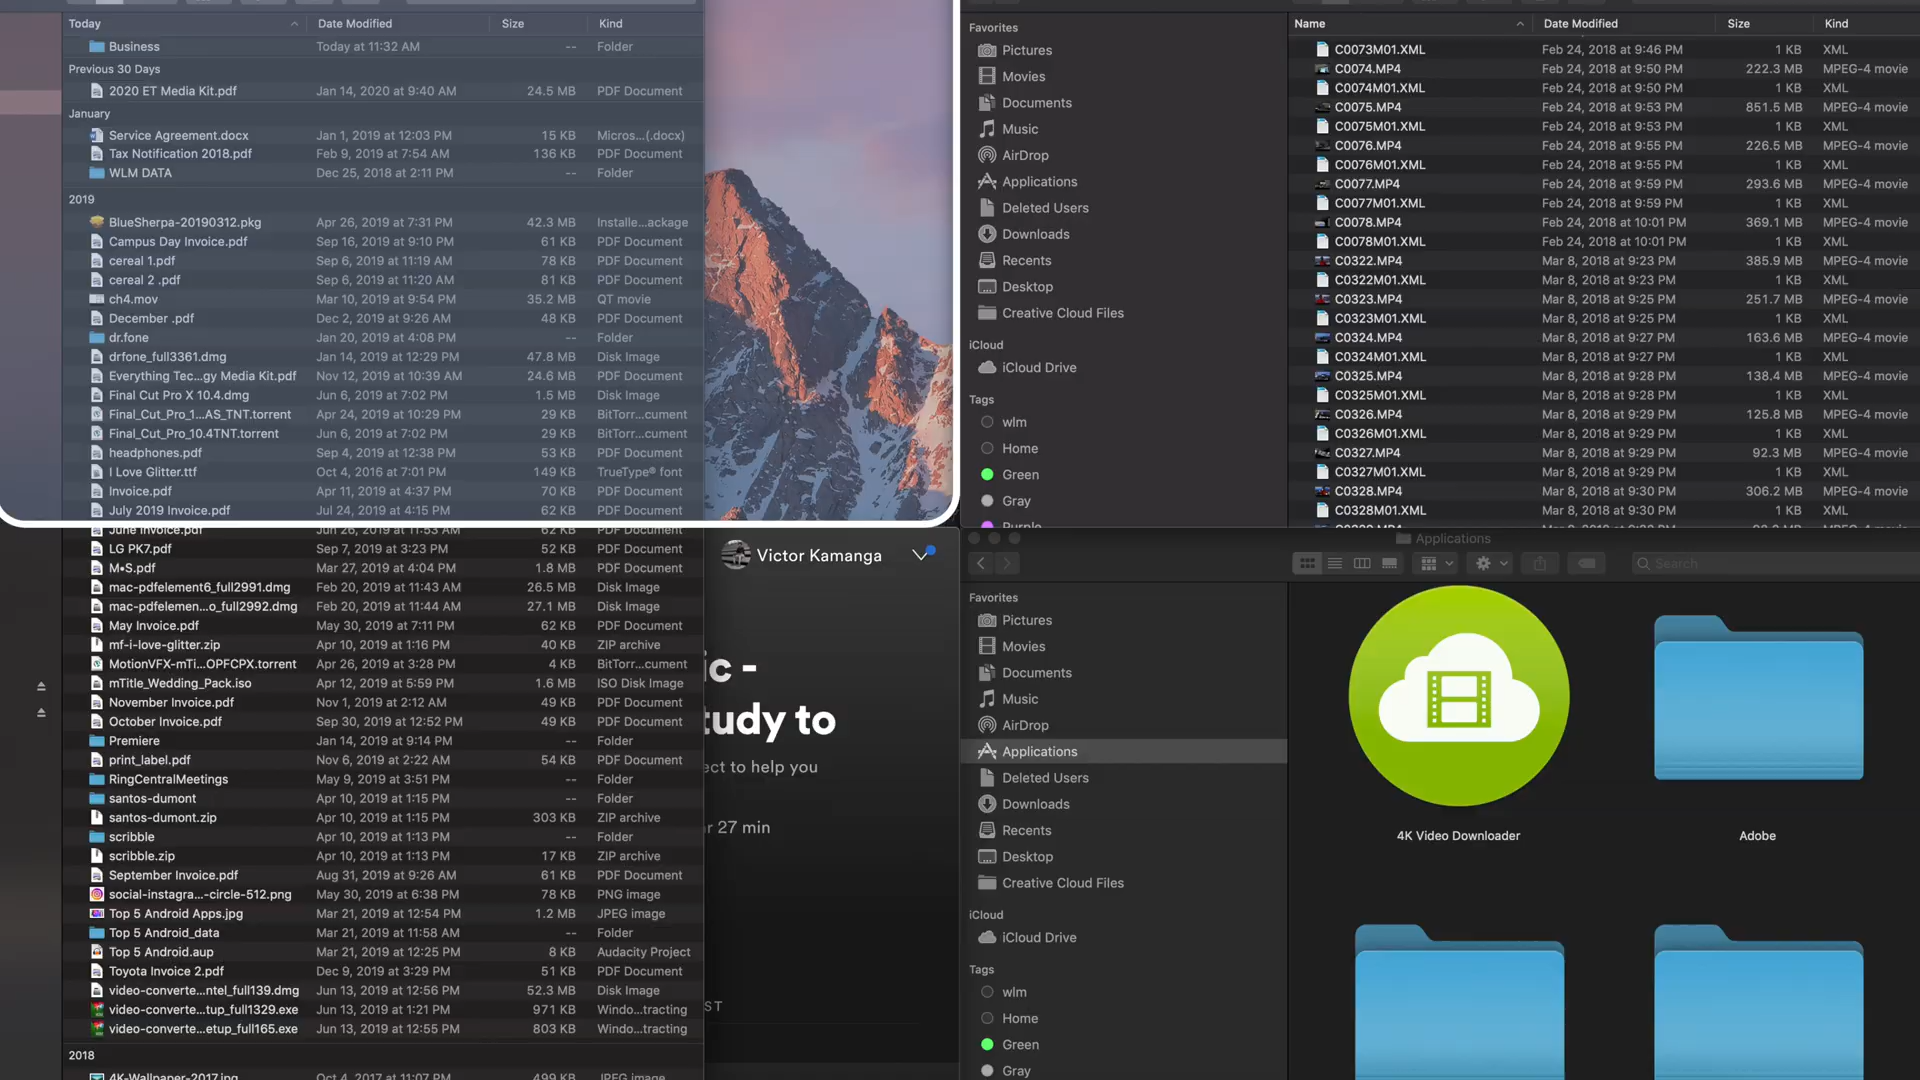 Today Date Modified Size Kind
Business Today at 11:32 AM -- Folder
Previous 30 Days
2020 ET Media Kit.pdf Jan 14, 2020 at 9:40 AM 24.5 MB PDF Document
January
Service Agreement.docx Jan 1, 2019 at 12:03 PM 15 KB Micros...(.docx)
Tax Notification 2018.pdf Feb 9, 2019 at 7:54 AM 136 KB PDF Document
WLM DATA Dec 25, 2018 at 2:11 PM -- Folder
2019
BlueSherpa-20190312.pkg Apr 26, 2019 at 7:31 PM 42.3 MB Installe...ackage
Campus Day Invoice.pdf Sep 16, 2019 at 9:10 PM 61 KB PDF Document
cereal 1.pdf Sep 6, 2019 at 11:19 AM 78 KB PDF Document
cereal 2 .pdf Sep 6, 2019 at 11:20 AM 81 KB PDF Document
ch4.mov Mar 10, 2019 at 9:54 PM 35.2 MB QT movie
December .pdf Dec 2, 2019 at 9:26 AM 48 KB PDF Document
dr.fone Jan 20, 2019 at 4:08 PM -- Folder
drfone_full3361.dmg Jan 14, 2019 at 12:29 PM 47.8 MB Disk Image
Everything Tec...gy Media Kit.pdf Nov 12, 2019 at 10:39 AM 24.6 MB PDF Document
Final Cut Pro X 10.4.dmg Jun 6, 2019 at 7:02 PM 1.5 MB Disk Image
Final_Cut_Pro_1...AS_TNT.torrent Apr 24, 2019 at 10:29 PM 29 KB BitTorr...cument
Final_Cut_Pro_10.4TNT.torrent Jun 6, 2019 at 7:02 PM 29 KB BitTorr...cument
headphones.pdf Sep 4, 2019 at 12:38 PM 53 KB PDF Document
I Love Glitter.ttf Oct 4, 2016 at 7:01 PM 149 KB TrueType® font
Invoice.pdf Apr 11, 2019 at 4:37 PM 70 KB PDF Document
July 2019 Invoice.pdf Jul 24, 2019 at 4:15 PM 62 KB PDF Document
June Invoice.pdf Jun 26, 2019 at 11:53 AM 62 KB PDF Document
LG PK7.pdf Sep 7, 2019 at 3:23 PM 52 KB PDF Document
M•S.pdf Mar 27, 2019 at 4:04 PM 1.8 MB PDF Document
mac-pdfelement6_full2991.dmg Feb 20, 2019 at 11:43 AM 26.5 MB Disk Image
mac-pdfelemen...o_full2992.dmg Feb 20, 2019 at 11:44 AM 27.1 MB Disk Image
May Invoice.pdf May 30, 2019 at 7:11 PM 62 KB PDF Document
mf-i-love-glitter.zip Apr 10, 2019 at 1:16 PM 40 KB ZIP archive
MotionVFX-mTi...OPFCPX.torrent Apr 26, 2019 at 3:28 PM 4 KB BitTorr...cument
mTitle_Wedding_Pack.iso Apr 12, 2019 at 5:59 PM 1.6 MB ISO Disk Image
November Invoice.pdf Nov 1, 2019 at 2:12 AM 49 KB PDF Document
October Invoice.pdf Sep 30, 2019 at 12:52 PM 49 KB PDF Document
Premiere Jan 14, 2019 at 9:14 PM -- Folder
print_label.pdf Nov 6, 2019 at 2:22 AM 54 KB PDF Document
RingCentralMeetings May 9, 2019 at 3:51 PM -- Folder
santos-dumont Apr 10, 2019 at 1:15 PM -- Folder
santos-dumont.zip Apr 10, 2019 at 1:15 PM 303 KB ZIP archive
scribble Apr 10, 2019 at 1:13 PM -- Folder
scribble.zip Apr 10, 2019 at 1:13 PM 17 KB ZIP archive
September Invoice.pdf Aug 31, 2019 at 9:26 AM 61 KB PDF Document
social-instagra...-circle-512.png May 30, 2019 at 6:38 PM 78 KB PNG image
Top 5 Android Apps.jpg Mar 21, 2019 at 12:54 PM 1.2 MB JPEG image
Top 5 Android_data Mar 21, 2019 at 11:58 AM -- Folder
Top 5 Android.aup Mar 21, 2019 at 12:25 PM 8 KB Audacity Project
Toyota Invoice 2.pdf Dec 9, 2019 at 3:29 PM 51 KB PDF Document
video-converte...ntel_full139.dmg Jun 13, 2019 at 12:56 PM 52.3 MB Disk Image
video-converte...tup_full1329.exe Jun 13, 2019 at 1:21 PM 971 KB Windo...tracting
video-converte...etup_full165.exe Jun 13, 2019 at 12:55 PM 803 KB Windo...tracting
2018
4K-Wallpaper-2017.jpg Oct 4, 2017 at 11:07 PM 499 KB JPEG image
Victor Kamanga
ic -
tudy to
ect to help you
r 27 min
ST
Favorites
Pictures
Movies
Documents
Music
AirDrop
Applications
Deleted Users
Downloads
Recents
Desktop
Creative Cloud Files
iCloud
iCloud Drive
Tags
wlm
Home
Green
Gray
Purple
Name Date Modified Size Kind
C0073M01.XML Feb 24, 2018 at 9:46 PM 1 KB XML
C0074.MP4 Feb 24, 2018 at 9:50 PM 222.3 MB MPEG-4 movie
C0074M01.XML Feb 24, 2018 at 9:50 PM 1 KB XML
C0075.MP4 Feb 24, 2018 at 9:53 PM 851.5 MB MPEG-4 movie
C0075M01.XML Feb 24, 2018 at 9:53 PM 1 KB XML
C0076.MP4 Feb 24, 2018 at 9:55 PM 226.5 MB MPEG-4 movie
C0076M01.XML Feb 24, 2018 at 9:55 PM 1 KB XML
C0077.MP4 Feb 24, 2018 at 9:59 PM 293.6 MB MPEG-4 movie
C0077M01.XML Feb 24, 2018 at 9:59 PM 1 KB XML
C0078.MP4 Feb 24, 2018 at 10:01 PM 369.1 MB MPEG-4 movie
C0078M01.XML Feb 24, 2018 at 10:01 PM 1 KB XML
C0322.MP4 Mar 8, 2018 at 9:23 PM 385.9 MB MPEG-4 movie
C0322M01.XML Mar 8, 2018 at 9:23 PM 1 KB XML
C0323.MP4 Mar 8, 2018 at 9:25 PM 251.7 MB MPEG-4 movie
C0323M01.XML Mar 8, 2018 at 9:25 PM 1 KB XML
C0324.MP4 Mar 8, 2018 at 9:27 PM 163.6 MB MPEG-4 movie
C0324M01.XML Mar 8, 2018 at 9:27 PM 1 KB XML
C0325.MP4 Mar 8, 2018 at 9:28 PM 138.4 MB MPEG-4 movie
C0325M01.XML Mar 8, 2018 at 9:28 PM 1 KB XML
C0326.MP4 Mar 8, 2018 at 9:29 PM 125.8 MB MPEG-4 movie
C0326M01.XML Mar 8, 2018 at 9:29 PM 1 KB XML
C0327.MP4 Mar 8, 2018 at 9:29 PM 92.3 MB MPEG-4 movie
C0327M01.XML Mar 8, 2018 at 9:29 PM 1 KB XML
C0328.MP4 Mar 8, 2018 at 9:30 PM 306.2 MB MPEG-4 movie
C0328M01.XML Mar 8, 2018 at 9:30 PM 1 KB XML
Applications
Search
Favorites
Pictures
Movies
Documents
Music
AirDrop
Applications
Deleted Users
Downloads
Recents
Desktop
Creative Cloud Files
iCloud
iCloud Drive
Tags
wlm
Home
Green
Gray
4K Video Downloader
Adobe